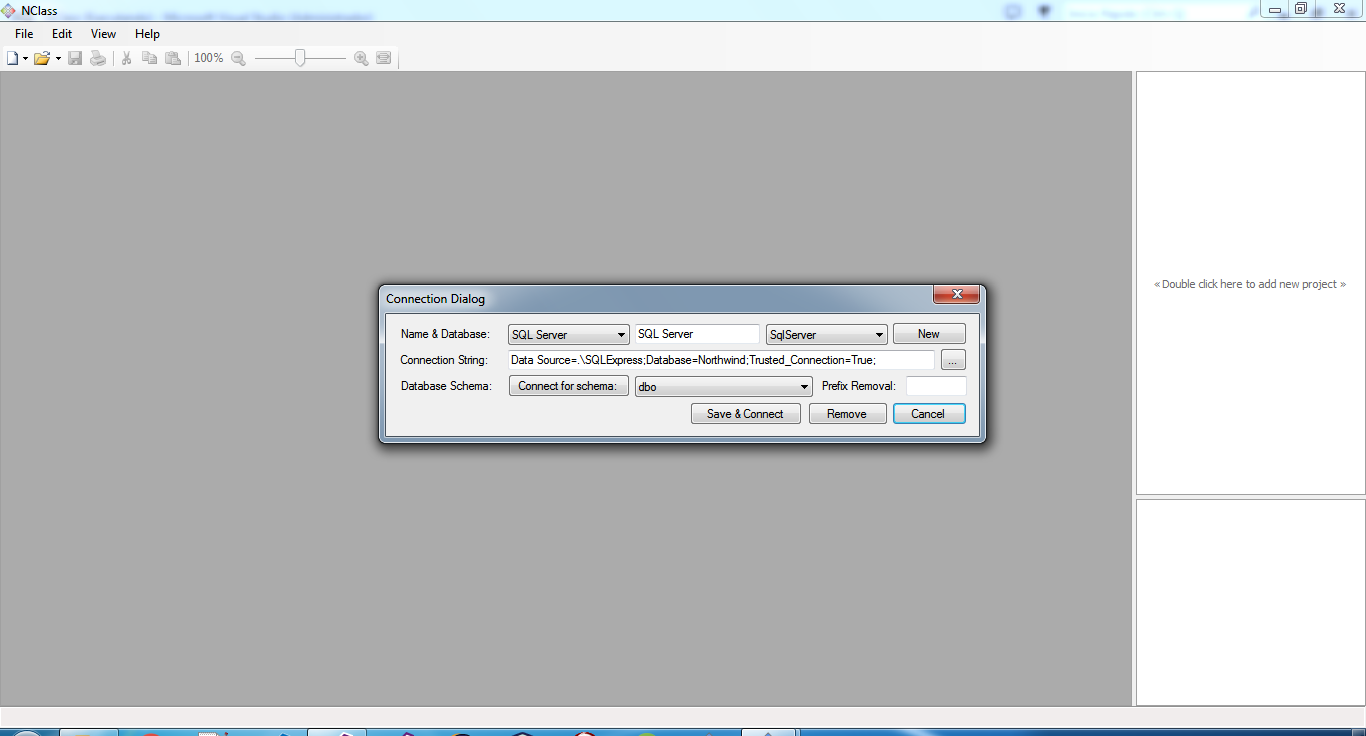 NClass
File Edit View Help
100%
« Double click here to add new project »
Connection Dialog
Name & Database: SQL Server SQL Server SqlServer New
Connection String: Data Source=.\SQLExpress;Database=Northwind;Trusted_Connection=True; ...
Database Schema: Connect for schema: dbo Prefix Removal:
Save & Connect Remove Cancel